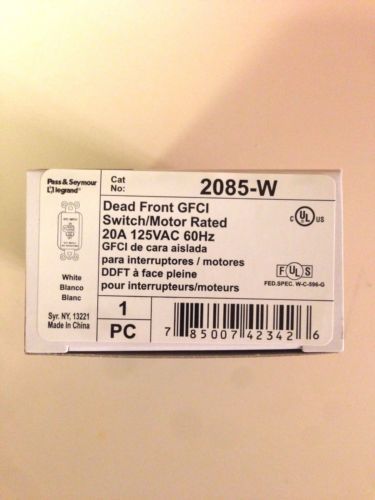 Pass & Seymour
legrand
Cat
No:
2085-W
Dead Front GFCI
Switch/Motor Rated
20A 125VAC 60Hz
GFCI de cara aislada
para interruptores / motores
DDFT à face pleine
pour interrupteurs/moteurs
White
Blanco
Blanc
Syr. NY, 13221
Made In China
1
PC
C UL US
F U L S
FED.SPEC. W-C-596-G
7 85007 42342 6